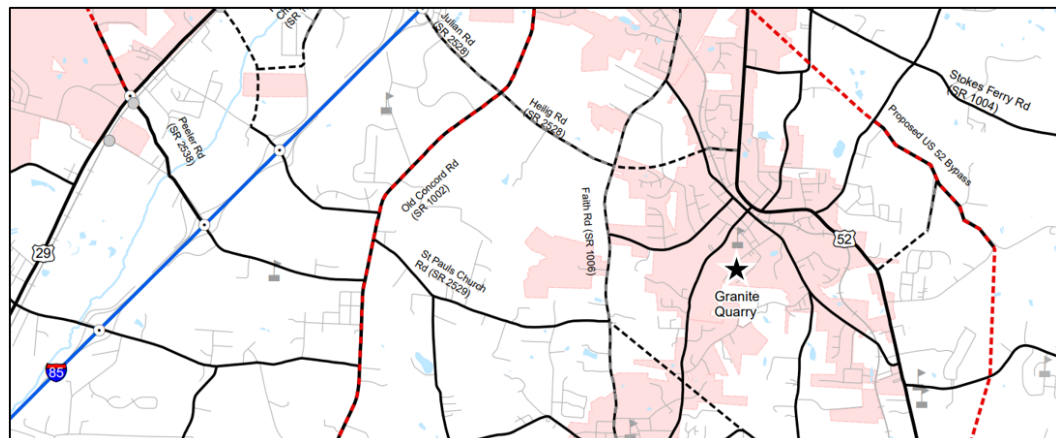 Julian Rd
(SR 2528)
Stokes Ferry Rd
(SR 1004)
Heilig Rd
(SR 2528)
Peeler Rd
(SR 2538)
Proposed US 52 Bypass
Old Concord Rd
(SR 1002)
Faith Rd (SR 1006)
29
52
St Pauls Church
Rd (SR 2529)
Granite
Quarry
85